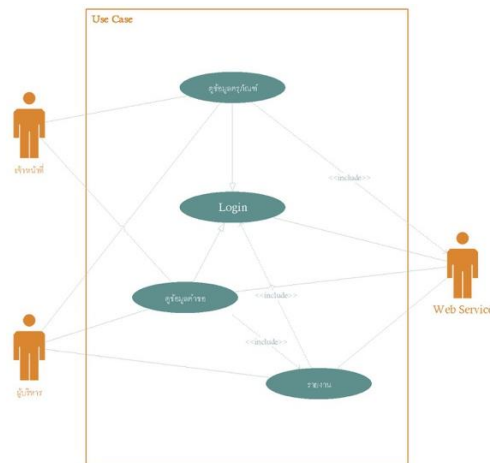 Use Case
ดูข้อมูลครุภัณฑ์
เจ้าหน้าที่
<<include>>
Login
Web Service
ดูข้อมูลคำขอ
<<include>>
<<include>>
รายงาน
ผู้บริหาร